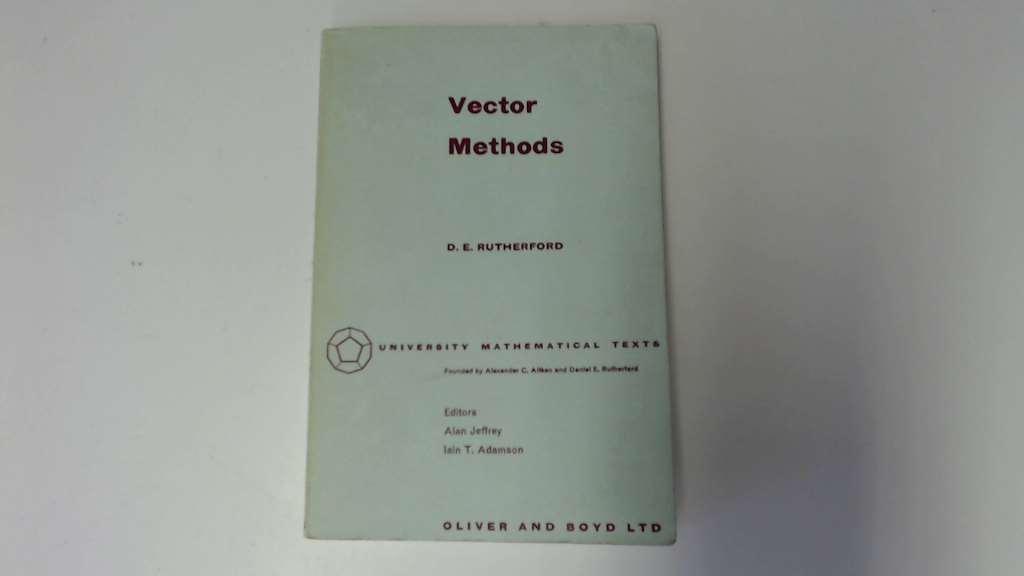 Vector
Methods
D. E. RUTHERFORD
UNIVERSITY MATHEMATICAL TEXTS
Founded by Alexander C. Aitken and Daniel E. Rutherford
Editors
Alan Jeffrey
Iain T. Adamson
OLIVER AND BOYD LTD